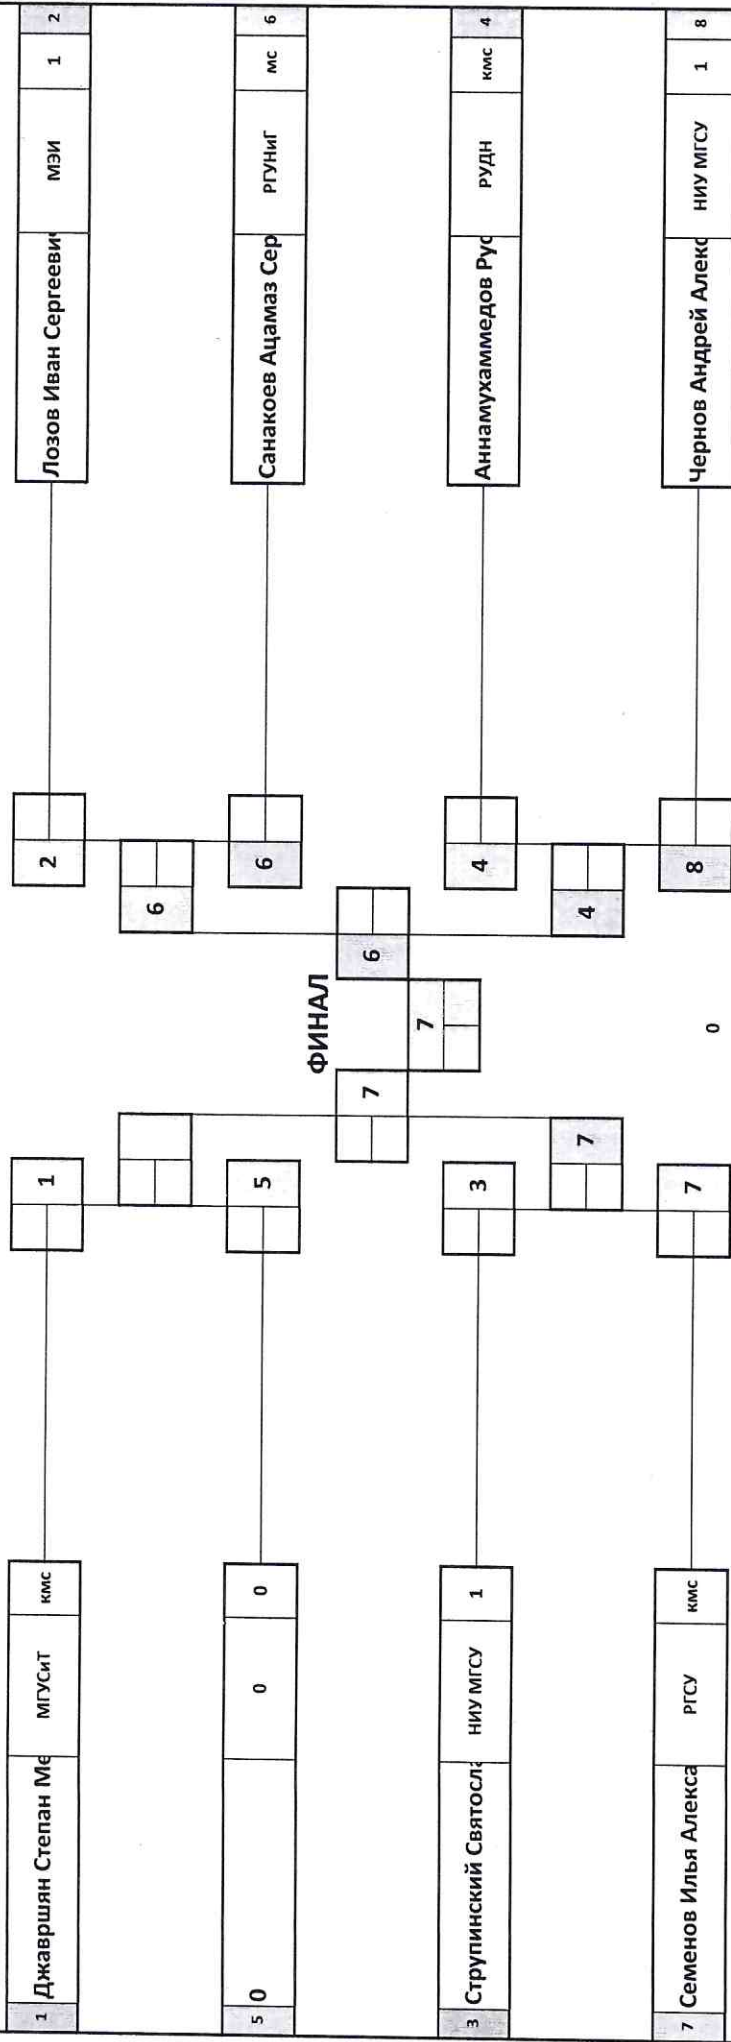 1 Джавршян Степан Ме МГУСиТ кмс
5 0 0 0
3 Струпинский Святосла НИУ МГСУ 1
7 Семенов Илья Алекса РГСУ кмс
1
5
3
7
7
ФИНАЛ
7
7
6
0
6
4
2
6
4
8
Лозов Иван Сергеевич МЭИ 1 2
Санакоев Ацамаз Сер РГУНиГ мс 6
Аннамухаммедов Рус РУДН кмс 4
Чернов Андрей Алекс НИУ МГСУ 1 8